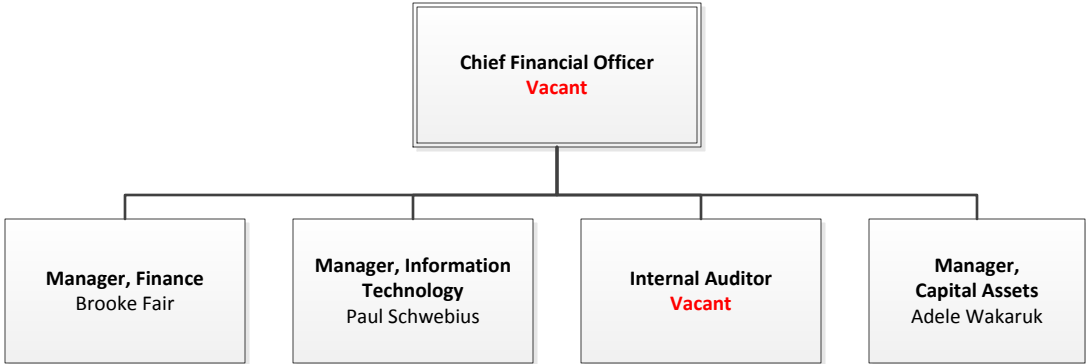 Chief Financial Officer
Vacant
Manager, Finance
Brooke Fair
Manager, Information
Technology
Paul Schwebius
Internal Auditor
Vacant
Manager,
Capital Assets
Adele Wakaruk